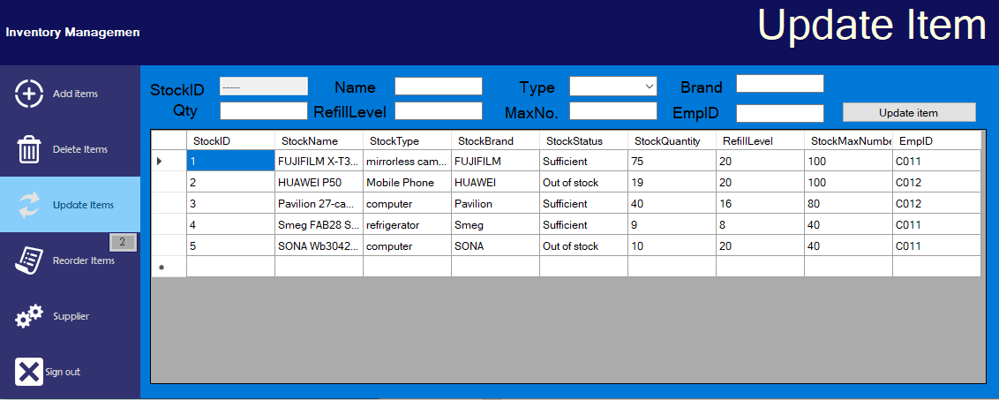 Inventory Managemen
Update Item
Add items
Delete Items
Update Items
2
Reorder Items
Supplier
Sign out
StockID ----- Name Type Brand
Qty RefillLevel MaxNo. EmpID Update item
StockID StockName StockType StockBrand StockStatus StockQuantity RefillLevel StockMaxNumbe EmpID
1 FUJIFILM X-T3... mirrorless cam... FUJIFILM Sufficient 75 20 100 C011
2 HUAWEI P50 Mobile Phone HUAWEI Out of stock 19 20 100 C012
3 Pavilion 27-ca... computer Pavilion Sufficient 40 16 80 C012
4 Smeg FAB28 S... refrigerator Smeg Sufficient 9 8 40 C011
5 SONA Wb3042... computer SONA Out of stock 10 20 40 C011